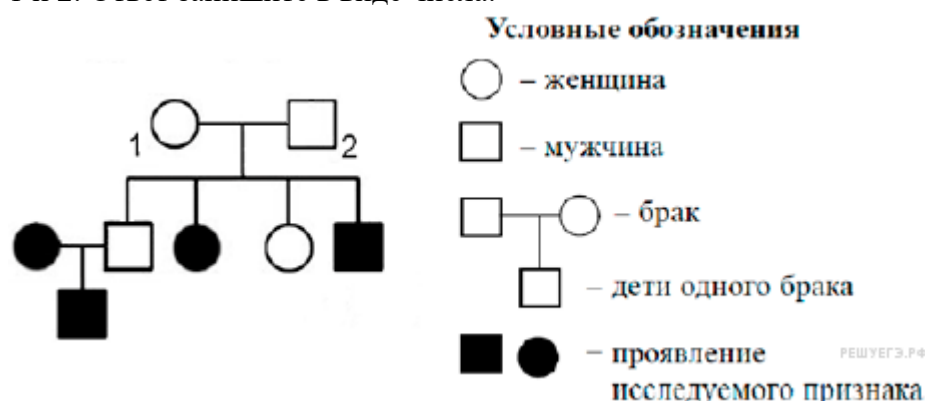 Условные обозначения
– женщина
1
2
– мужчина
– брак
– дети одного брака
– проявление
исследуемого признака
РЕШУЕГЭ.РФ